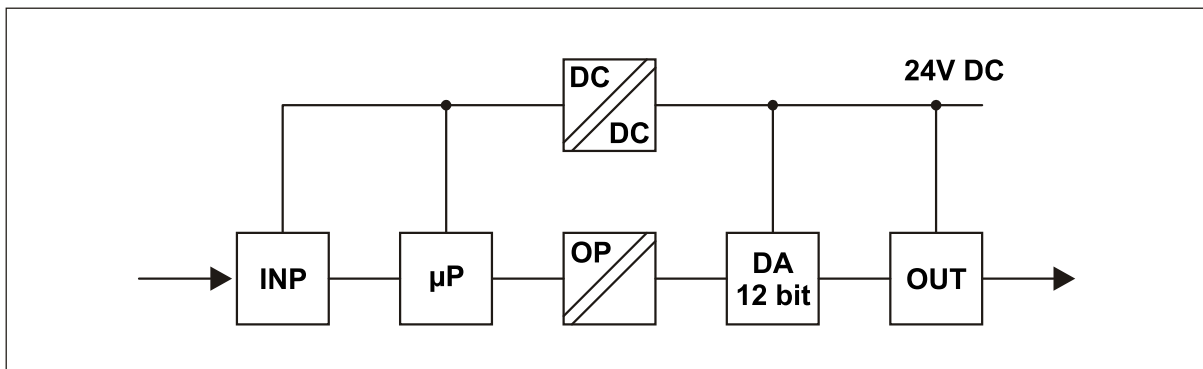 DC
DC
24V DC
INP
µP
OP
DA
12 bit
OUT